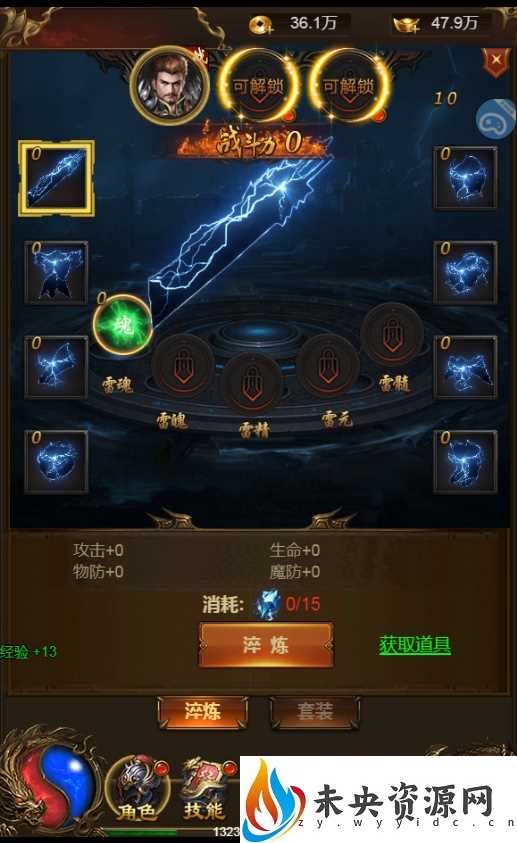 36.1万
47.9万
战
可解锁
可解锁
10
战斗力 0
0
0
0
0
0
0
0
0
0
魂
雷魂
雷魄
雷精
雷元
雷髓
攻击+0
生命+0
物防+0
魔防+0
消耗: 0/15
淬炼
获取道具
经验 +13
淬炼
套装
角色
技能
1323
未央资源网
zy.wyyidc.cn